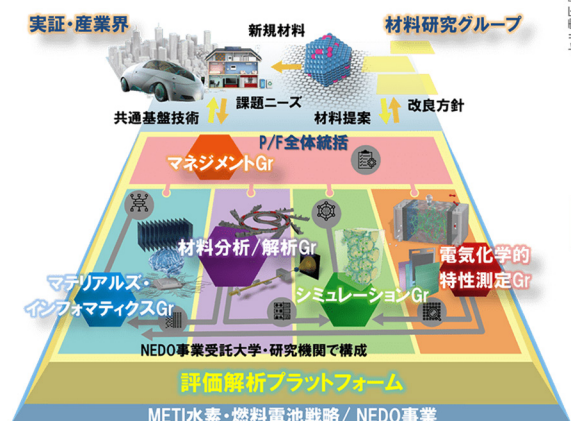 実証・産業界
材料研究グループ
新規材料
課題ニーズ
共通基盤技術
材料提案
改良方針
P/F全体統括
マネジメントGr
材料分析/解析Gr
電気化学的
特性測定Gr
マテリアルズ・
インフォマティクスGr
シミュレーションGr
NEDO事業受託大学・研究機関で構成
評価解析プラットフォーム
METI水素・燃料電池戦略/ NEDO事業